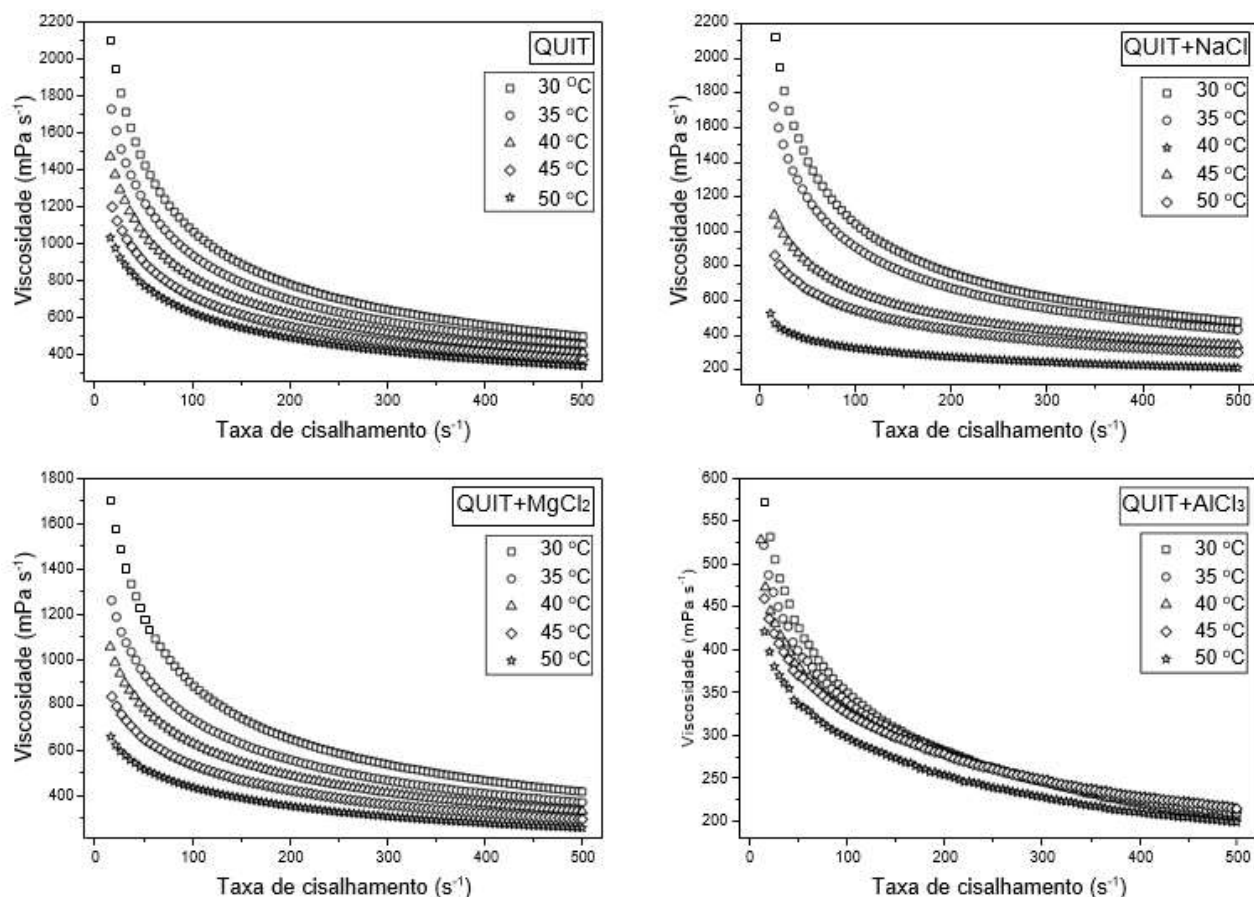 QUIT
30 ᴼC
35 °C
40 °C
45 °C
50 °C
Viscosidade (mPa s⁻¹)
2200
2000
1800
1600
1400
1200
1000
800
600
400
0 100 200 300 400 500
Taxa de cisalhamento (s⁻¹)
QUIT+NaCl
30 °C
35 °C
40 °C
45 °C
50 °C
Viscosidade (mPa s⁻¹)
2200
2000
1800
1600
1400
1200
1000
800
600
400
200
0 100 200 300 400 500
Taxa de cisalhamento (s⁻¹)
QUIT+MgCl₂
30 °C
35 °C
40 °C
45 °C
50 °C
Viscosidade (mPa s⁻¹)
1800
1600
1400
1200
1000
800
600
400
0 100 200 300 400 500
Taxa de cisalhamento (s⁻¹)
QUIT+AlCl₃
30 °C
35 °C
40 °C
45 °C
50 °C
Viscosidade (mPa s⁻¹)
600
550
500
450
400
350
300
250
200
0 100 200 300 400 500
Taxa de cisalhamento (s⁻¹)